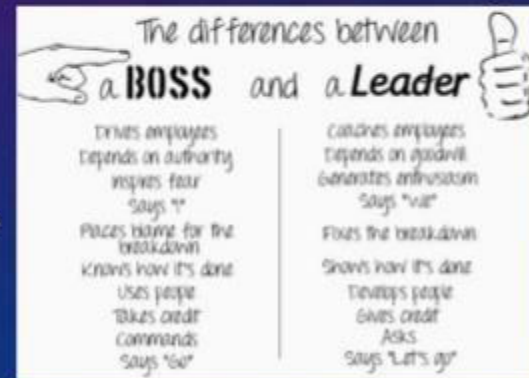 The differences between
a BOSS and a Leader
Drives employees
Depends on authority
Inspires fear
Says "I"
Places blame for the
breakdown
Knows how it's done
Uses people
Takes credit
Commands
Says "Go"
Coaches employees
Depends on goodwill
Generates enthusiasm
Says "We"
Fixes the breakdown
Shows how it's done
Develops people
Gives credit
Asks
Says "Let's go"